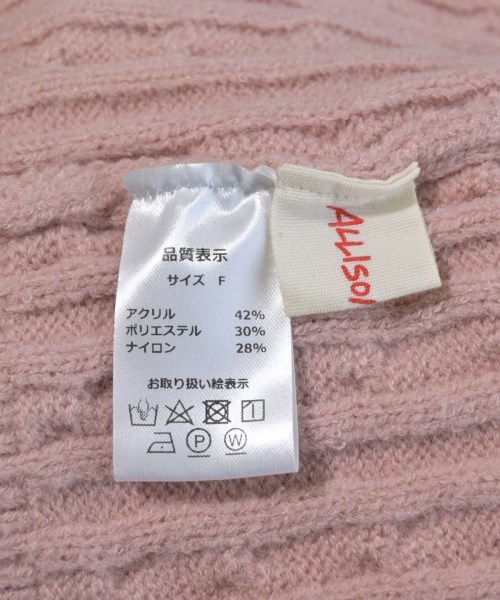 品質表示
サイズ F
アクリル 42%
ポリエステル 30%
ナイロン 28%
お取り扱い絵表示
P W